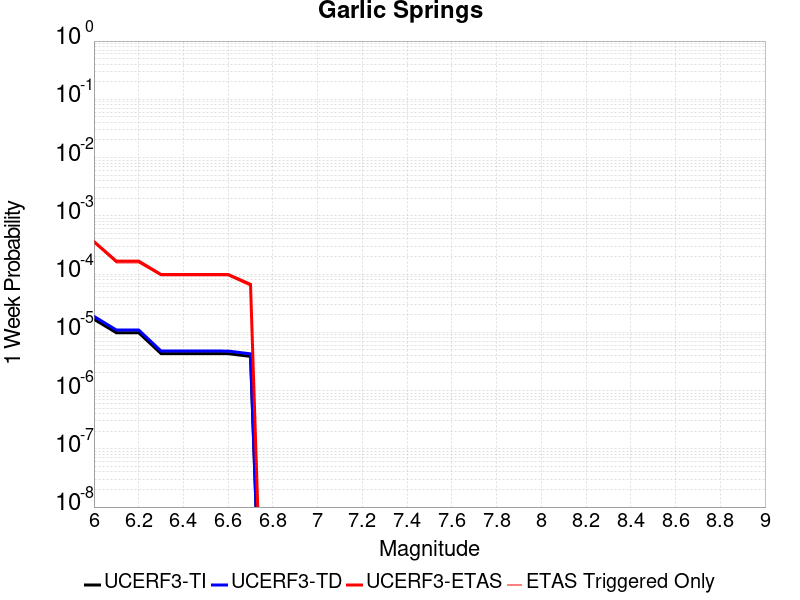 Garlic Springs
10^0
10^-1
10^-2
10^-3
10^-4
10^-5
10^-6
10^-7
10^-8
1 Week Probability
6 6.2 6.4 6.6 6.8 7 7.2 7.4 7.6 7.8 8 8.2 8.4 8.6 8.8 9
Magnitude
UCERF3-TI UCERF3-TD UCERF3-ETAS ETAS Triggered Only